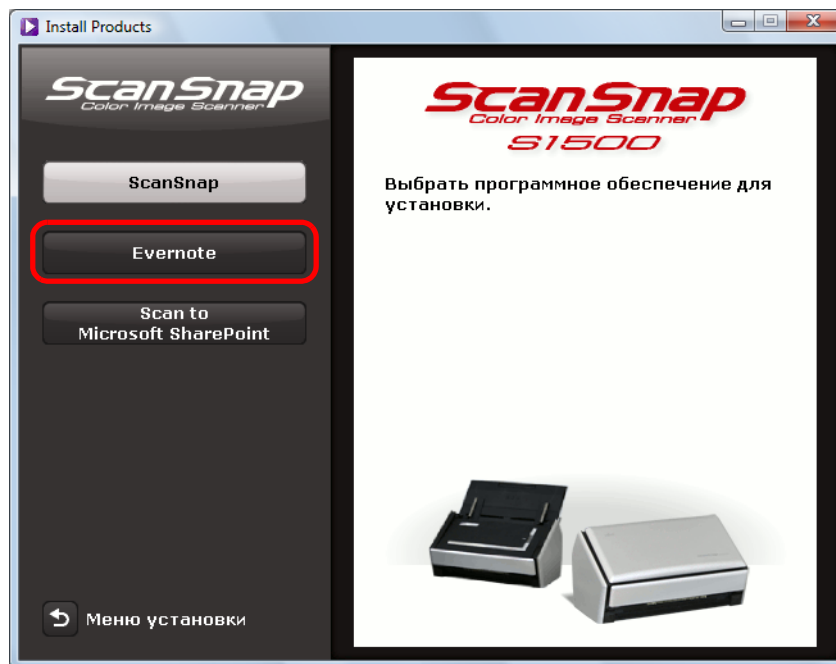 Install Products
ScanSnap
Color Image Scanner
ScanSnap
Evernote
Scan to
Microsoft SharePoint
Меню установки
ScanSnap
Color Image Scanner
S1500
Выбрать программное обеспечение для
установки.